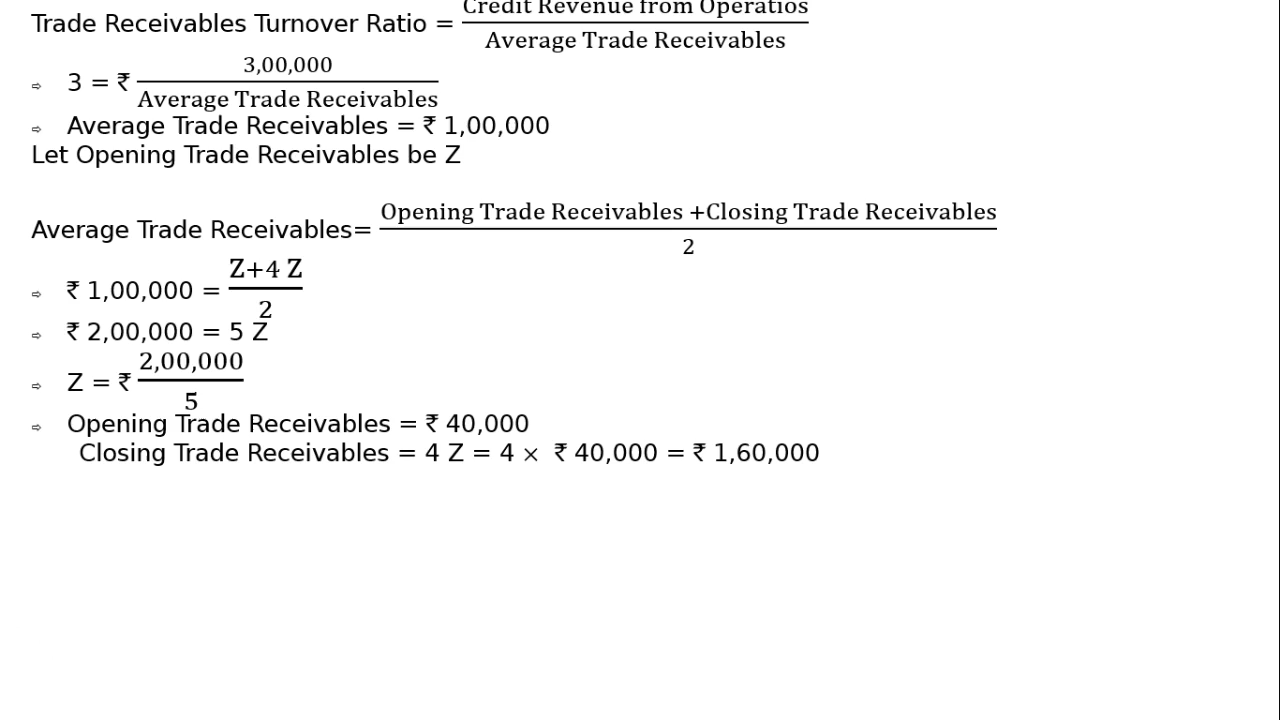 Trade Receivables Turnover Ratio = Credit Revenue from Operatios / Average Trade Receivables
⇨ 3 = ₹ 3,00,000 / Average Trade Receivables
⇨ Average Trade Receivables = ₹ 1,00,000
Let Opening Trade Receivables be Z
Average Trade Receivables= Opening Trade Receivables +Closing Trade Receivables / 2
⇨ ₹ 1,00,000 = Z+4 Z / 2
⇨ ₹ 2,00,000 = 5 Z
⇨ Z = ₹ 2,00,000 / 5
⇨ Opening Trade Receivables = ₹ 40,000
Closing Trade Receivables = 4 Z = 4 × ₹ 40,000 = ₹ 1,60,000